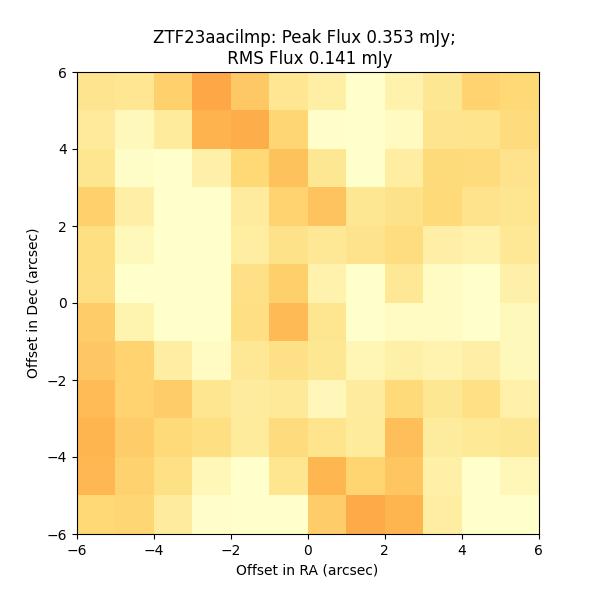 ZTF23aacilmp: Peak Flux 0.353 mJy;
RMS Flux 0.141 mJy
6
4
2
0
−2
−4
−6
Offset in Dec (arcsec)
−6 −4 −2 0 2 4 6
Offset in RA (arcsec)